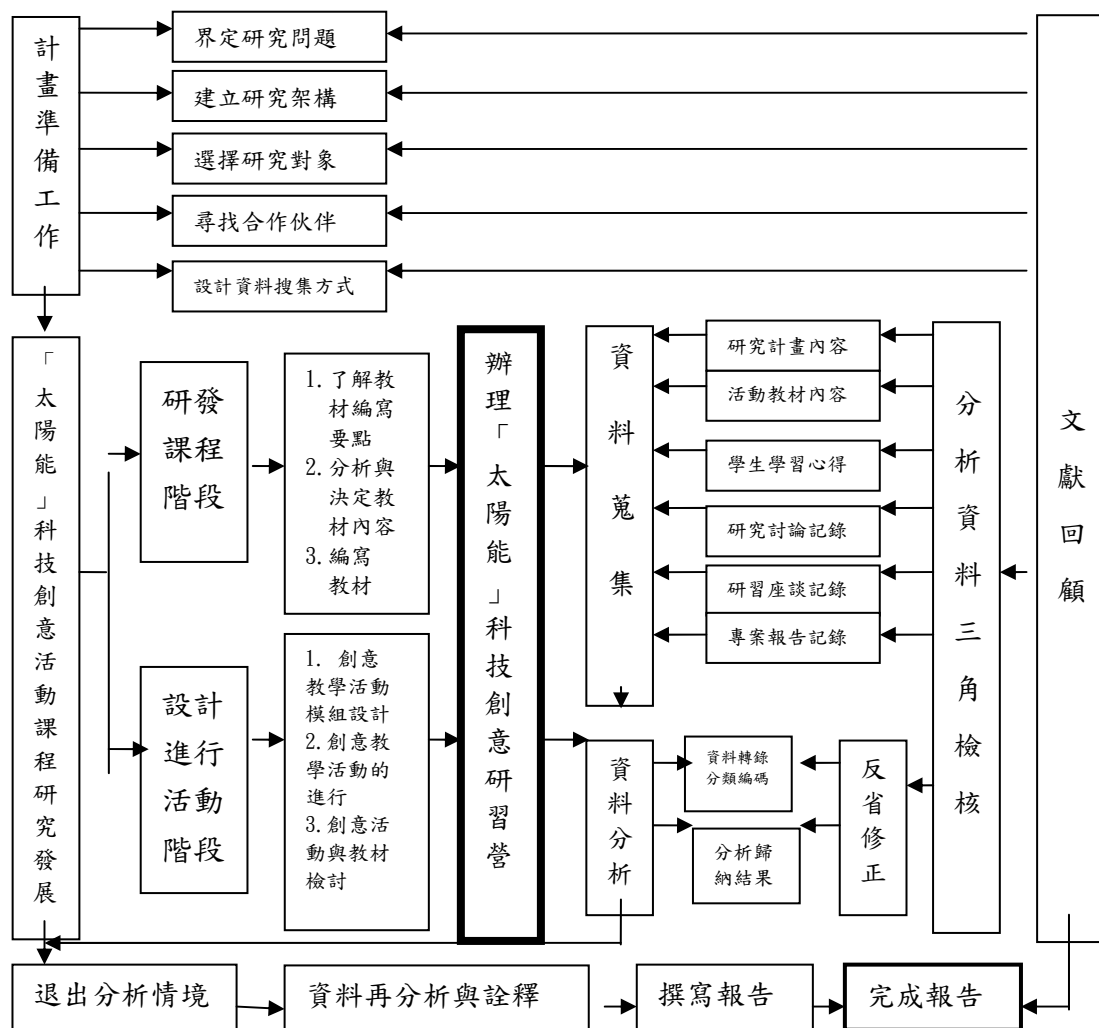 計畫準備工作
界定研究問題
建立研究架構
選擇研究對象
尋找合作伙伴
設計資料搜集方式
文獻回顧
「太陽能」科技創意活動課程研究發展
研發
課程
階段
1. 了解教
材編寫
要點
2. 分析與
決定教
材內容
3. 編寫
教材
設計
進行
活動
階段
1. 創意
教學活動
模組設計
2.創意教
學活動的
進行
3.創意活
動與教材
檢討
辦理「太陽能」科技創意研習營
資料蒐集
研究計畫內容
活動教材內容
學生學習心得
研究討論記錄
研習座談記錄
專案報告記錄
分析資料三角檢核
資料分析
資料轉錄
分類編碼
分析歸
納結果
反省修正
退出分析情境
資料再分析與詮釋
撰寫報告
完成報告